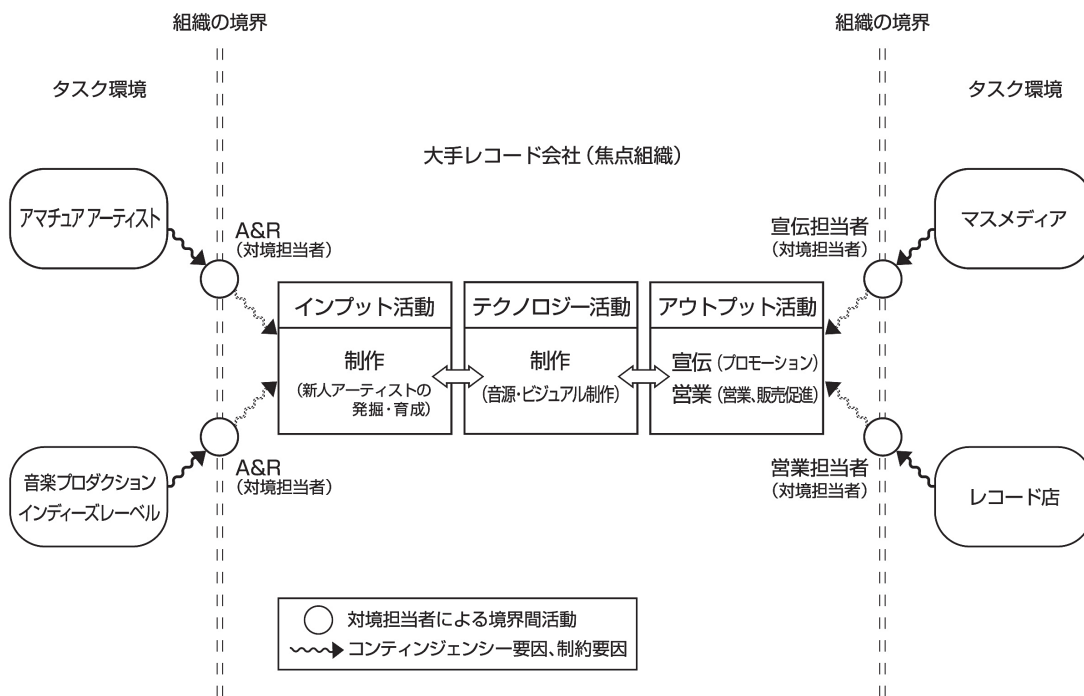 組織の境界
組織の境界
タスク環境
タスク環境
大手レコード会社（焦点組織）
アマチュアアーティスト
A&R
（対境担当者）
宣伝担当者
（対境担当者）
マスメディア
インプット活動
制作
（新人アーティストの
発掘・育成）
テクノロジー活動
制作
（音源・ビジュアル制作）
アウトプット活動
宣伝（プロモーション）
営業（営業、販売促進）
音楽プロダクション
インディーズレーベル
A&R
（対境担当者）
営業担当者
（対境担当者）
レコード店
対境担当者による境界間活動
コンティンジェンシー要因、制約要因